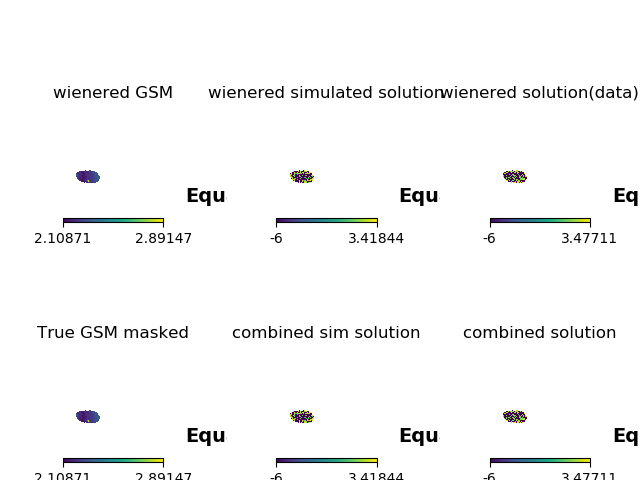 wienered GSM wienered simulated solution wienered solution(data)
Equ Equ Eq
2.10871 2.89147 -6 3.41844 -6 3.47711
True GSM masked combined sim solution combined solution
Equ Equ Eq
2.10871 2.89147 -6 3.41844 -6 3.47711